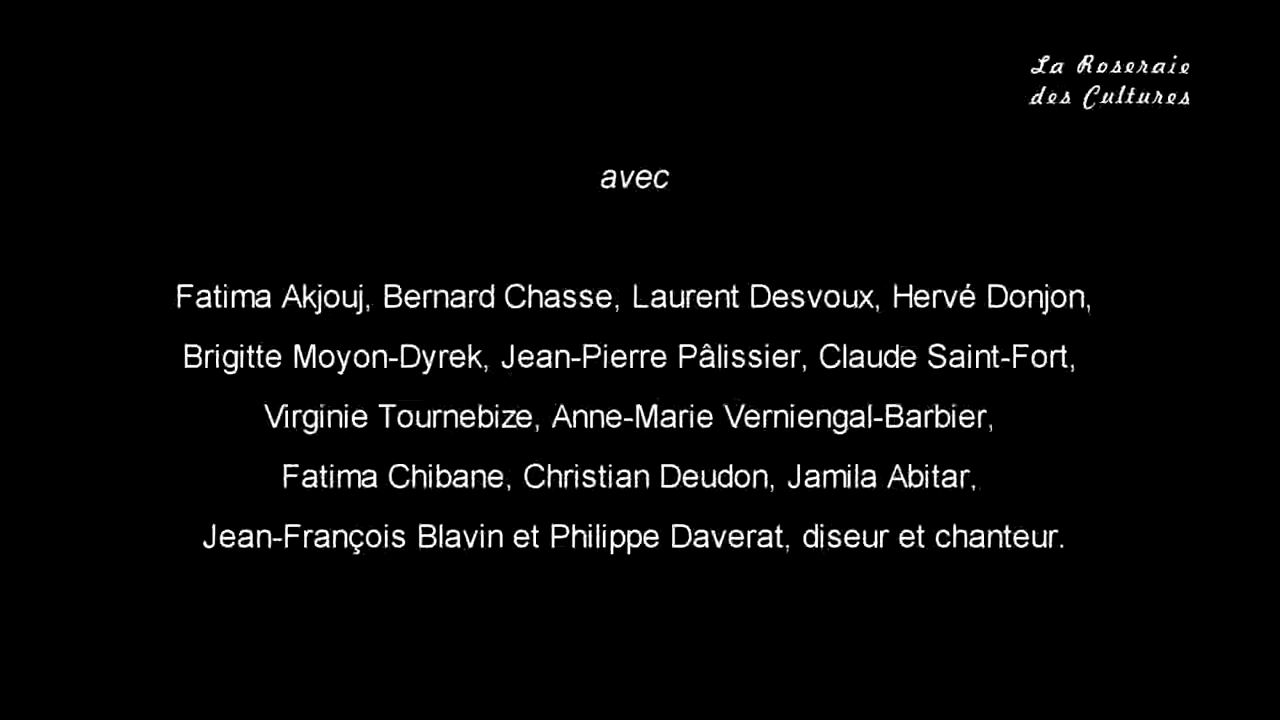 La Roseraie
des Cultures
avec
Fatima Akjouj, Bernard Chasse, Laurent Desvoux, Hervé Donjon,
Brigitte Moyon-Dyrek, Jean-Pierre Pâlissier, Claude Saint-Fort,
Virginie Tournebize, Anne-Marie Verniengal-Barbier,
Fatima Chibane, Christian Deudon, Jamila Abitar,
Jean-François Blavin et Philippe Daverat, diseur et chanteur.